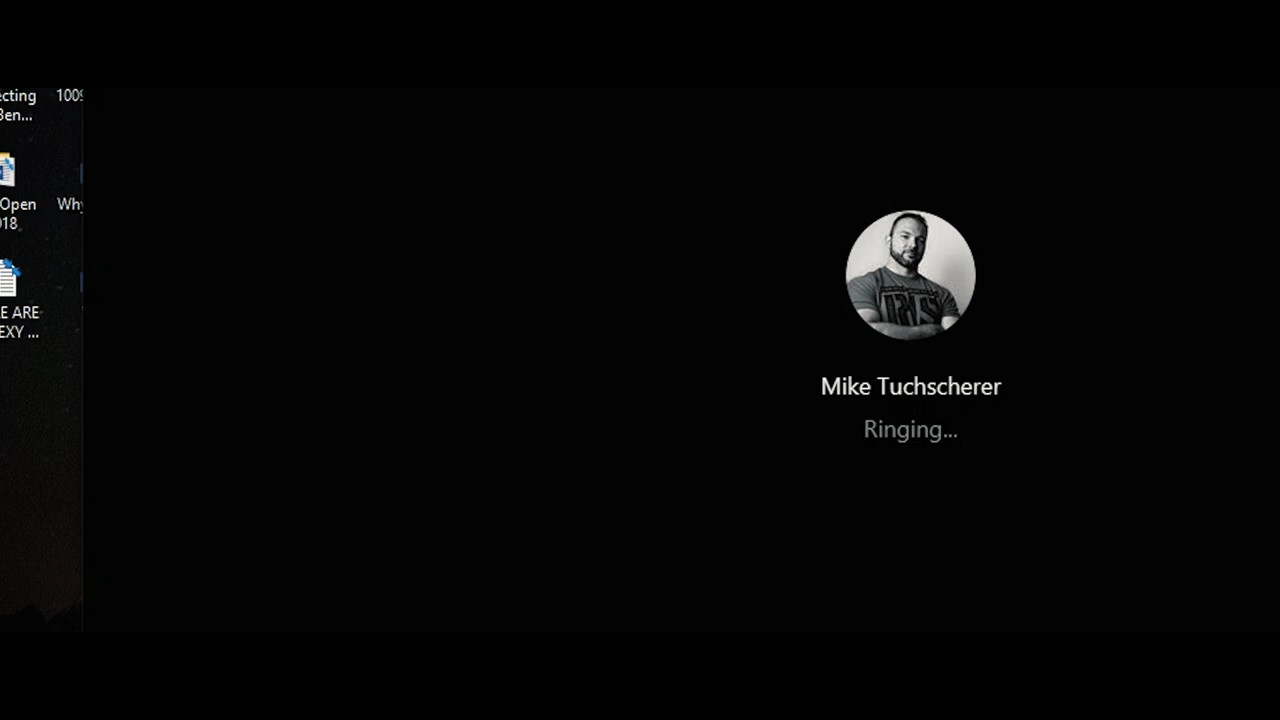 ecting
Ben...
100%
Open
018
Why
E ARE
EXY ...
Mike Tuchscherer
Ringing...